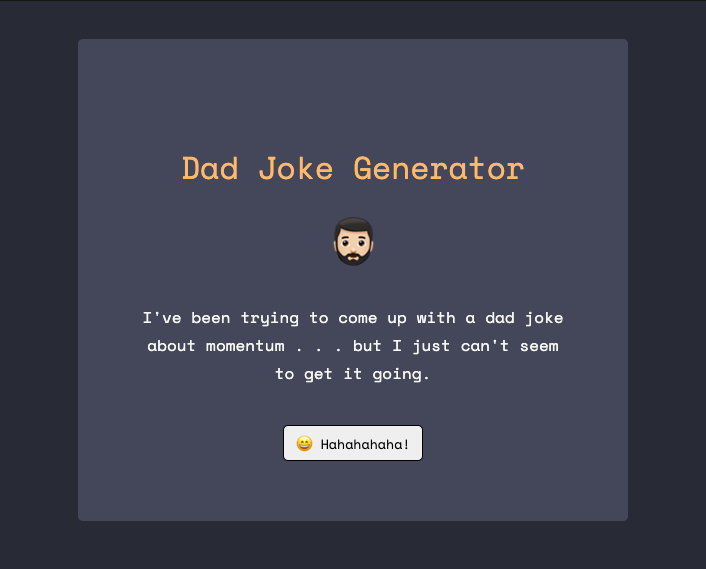 Dad Joke Generator
I've been trying to come up with a dad joke
about momentum . . . but I just can't seem
to get it going.
😄 Hahahahaha!